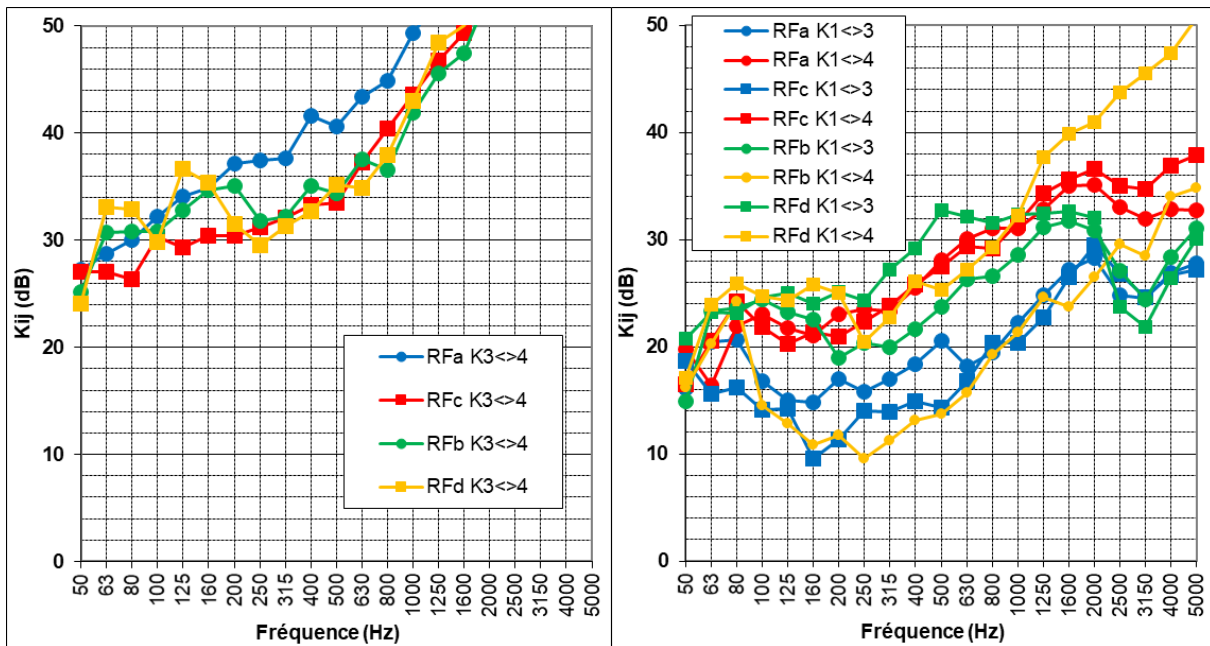 50
40
30
20
10
0
Kij (dB)
RFa K3<>4
RFc K3<>4
RFb K3<>4
RFd K3<>4
50 63 80 100 125 160 200 250 315 400 500 630 800 1000 1250 1600 2000 2500 3150 4000 5000
Fréquence (Hz)
50
40
30
20
10
0
Kij (dB)
RFa K1<>3
RFa K1<>4
RFc K1<>3
RFc K1<>4
RFb K1<>3
RFb K1<>4
RFd K1<>3
RFd K1<>4
50 63 80 100 125 160 200 250 315 400 500 630 800 1000 1250 1600 2000 2500 3150 4000 5000
Fréquence (Hz)